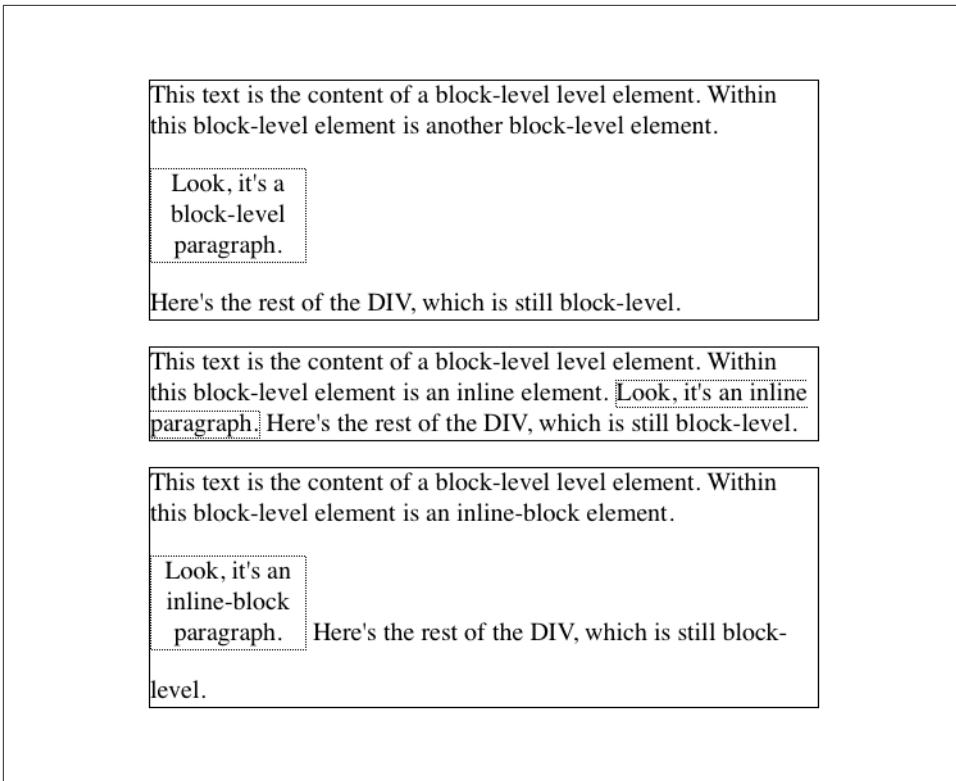 This text is the content of a block-level level element. Within
this block-level element is another block-level element.
Look, it's a
block-level
paragraph.
Here's the rest of the DIV, which is still block-level.
This text is the content of a block-level level element. Within
this block-level element is an inline element. Look, it's an inline
paragraph. Here's the rest of the DIV, which is still block-level.
This text is the content of a block-level level element. Within
this block-level element is an inline-block element.
Look, it's an
inline-block
paragraph. Here's the rest of the DIV, which is still block-
level.